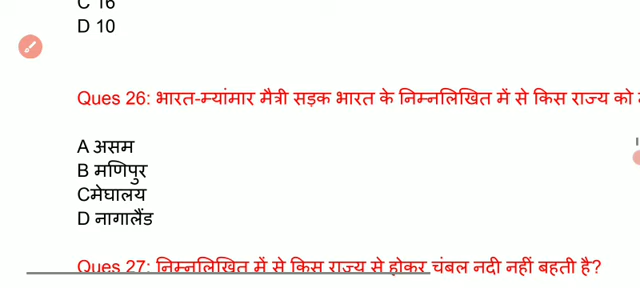 C 16
D 10
Ques 26: भारत-म्यांमार मैत्री सड़क भारत के निम्नलिखित में से किस राज्य को
A असम
B मणिपुर
Cमेघालय
D नागालैंड
Ques 27: निम्नलिखित में से किस राज्य से होकर चंबल नदी नहीं बहती है?